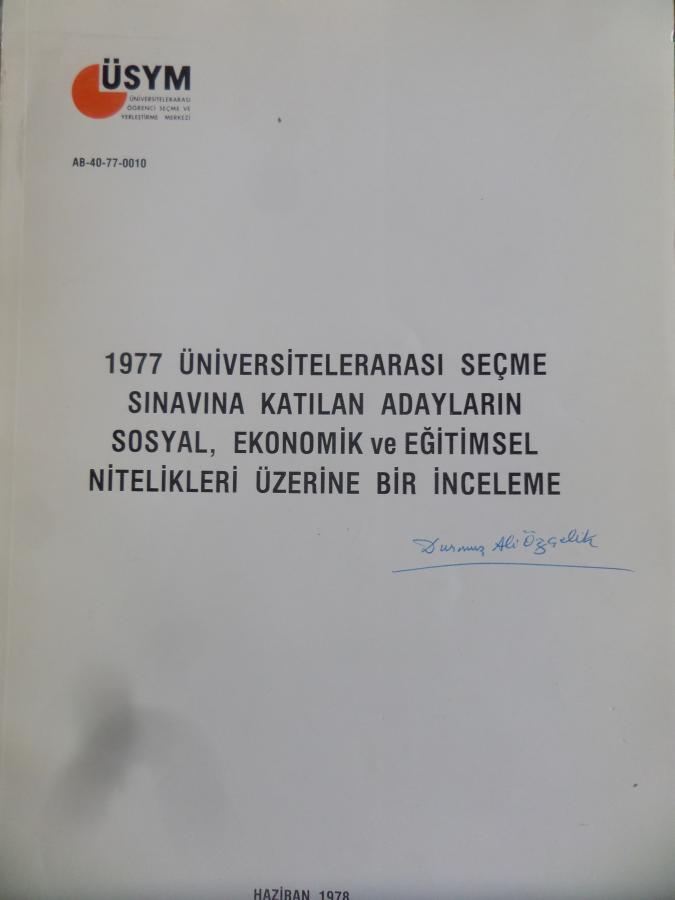 ÜSYM
ÜNİVERSİTELERARASI
ÖĞRENCİ SEÇME VE
YERLEŞTİRME MERKEZİ
AB-40-77-0010
1977 ÜNİVERSİTELERARASI SEÇME
SINAVINA KATILAN ADAYLARIN
SOSYAL, EKONOMİK ve EĞİTİMSEL
NİTELİKLERİ ÜZERİNE BİR İNCELEME
Durmuş Ali Özçelik
HAZİRAN 1978